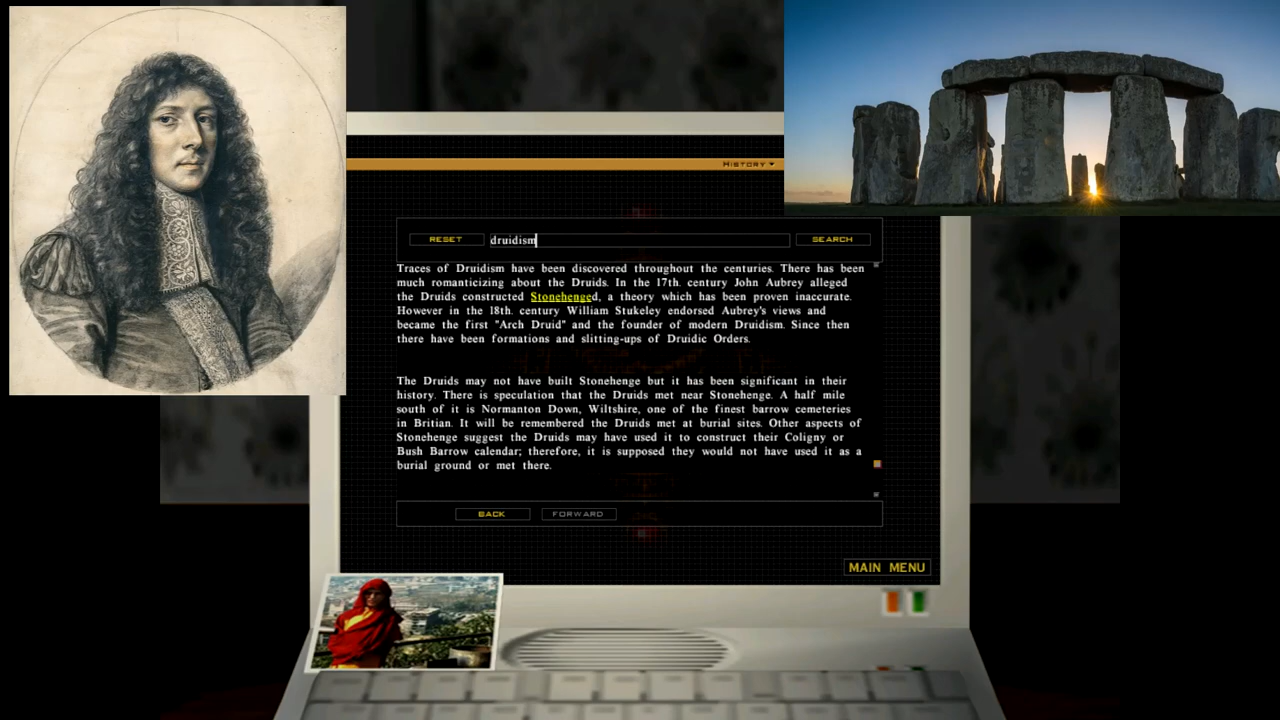 HISTORY
RESET
druidism
SEARCH
Traces of Druidism have been discovered throughout the centuries. There has been
much romanticizing about the Druids. In the 17th. century John Aubrey alleged
the Druids constructed Stonehenged, a theory which has been proven inaccurate.
However in the 18th. century William Stukeley endorsed Aubrey's views and
became the first "Arch Druid" and the founder of modern Druidism. Since then
there have been formations and slitting-ups of Druidic Orders.
The Druids may not have built Stonehenge but it has been significant in their
history. There is speculation that the Druids met near Stonehenge. A half mile
south of it is Normanton Down, Wiltshire, one of the finest barrow cemeteries
in Britian. It will be remembered the Druids met at burial sites. Other aspects of
Stonehenge suggest the Druids may have used it to construct their Coligny or
Bush Barrow calendar; therefore, it is supposed they would not have used it as a
burial ground or met there.
BACK
FORWARD
MAIN MENU